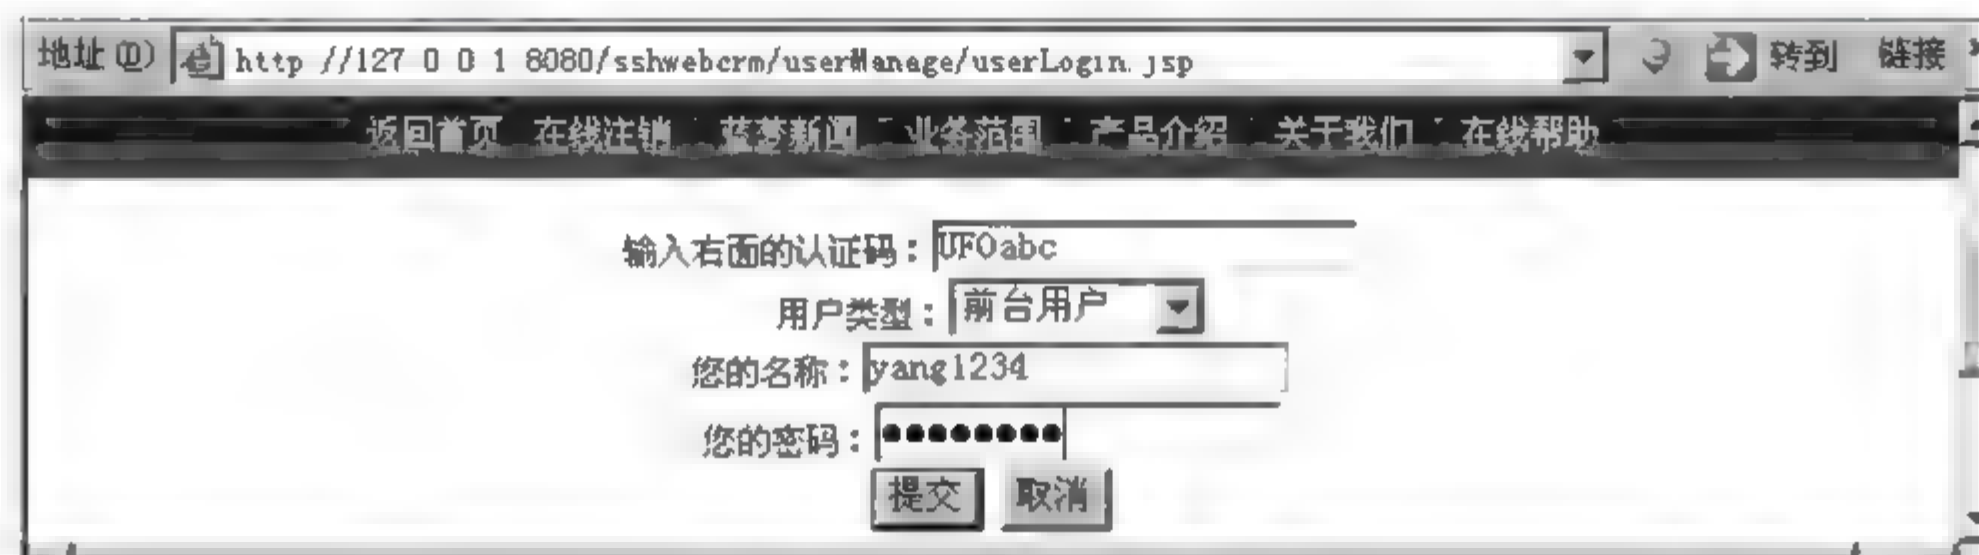 地址(D) http //127 0 0 1 8080/sshwebcrm/userManage/userLogin.jsp 转到 链接
返回首页 在线注销 蓝梦新闻 业务范围 产品介绍 关于我们 在线帮助
输入右面的认证码：UFOabc
用户类型：前台用户
您的名称：yang1234
您的密码：●●●●●●●●
提交 取消